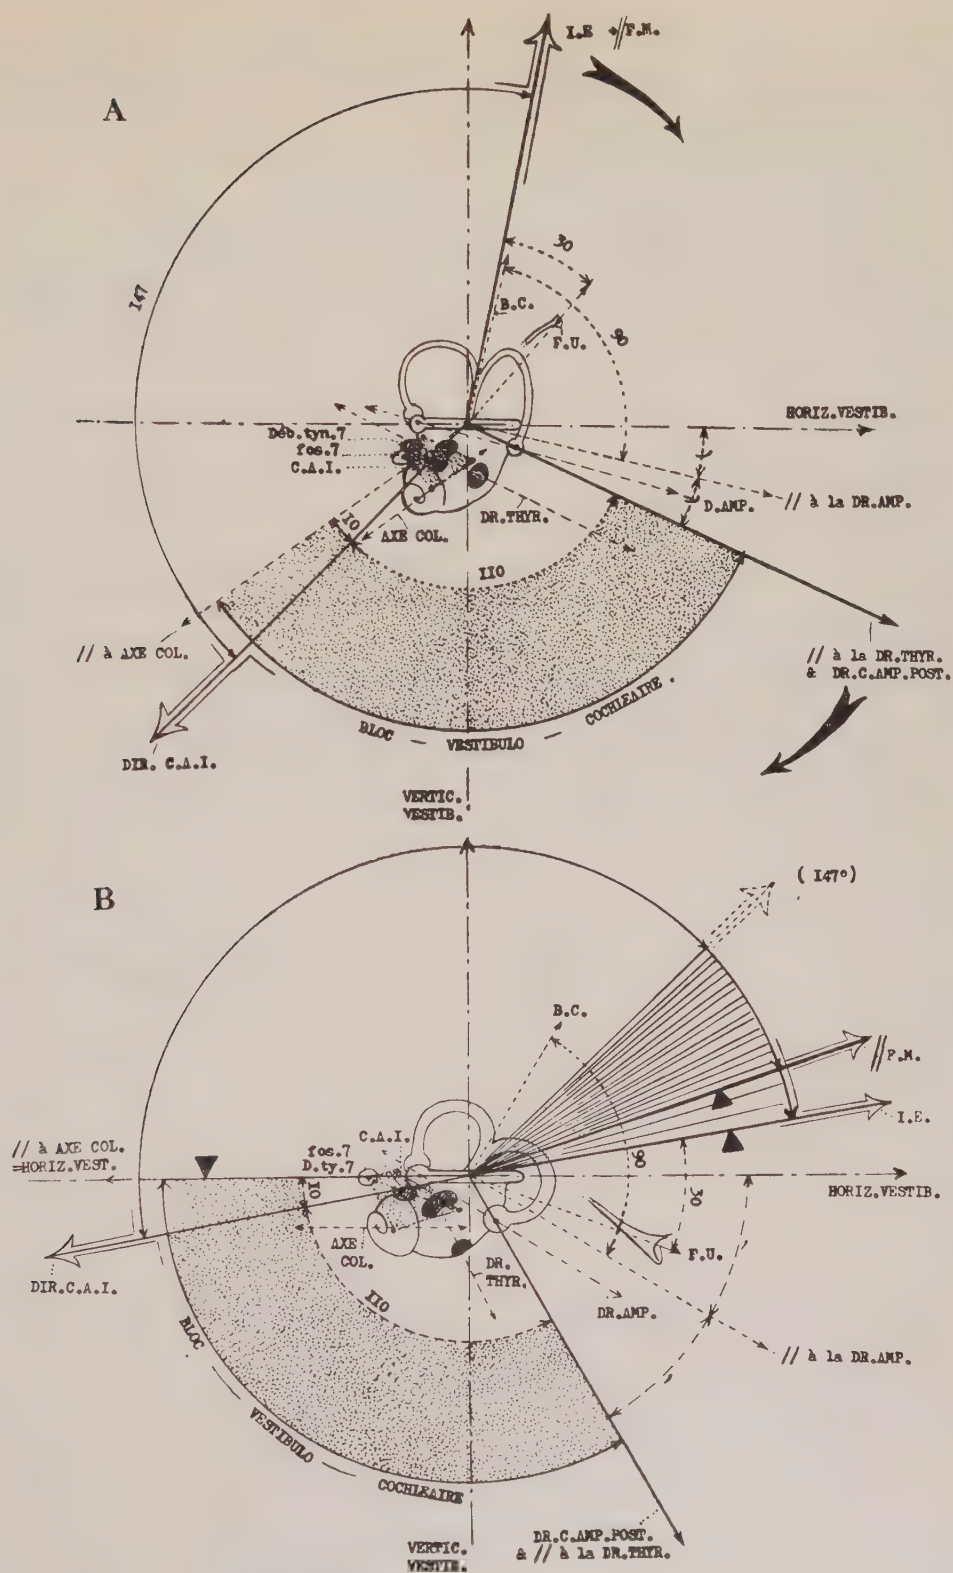 A
I.E // F.M.
147
30
B.C.
90
F.U.
HORIZ.VESTIB.
Déb.tyn.7
fos.7
C.A.I.
D.AMP.
// à la DR.AMP.
DR.THYR.
AXE COL.
10
110
// à AXE COL.
// à la DR.THYR.
& DR.C.AMP.POST.
BLOC — VESTIBULO — COCHLEAIRE .
DIR. C.A.I.
VERTIC.
VESTIB.
B
( 147°)
B.C.
// F.M.
I.E.
C.A.I.
// à AXE COL.
=HORIZ.VEST.
fos.7
D.ty.7
90
30
10
HORIZ.VESTIB.
AXE
COL.
DR.
THYR.
F.U.
DIR.C.A.I.
110
DR.AMP.
// à la DR.AMP.
BLOC — VESTIBULO — COCHLEAIRE
DR.C.AMP.POST.
& // à la DR.THYR.
VERTIC.
VESTIB.